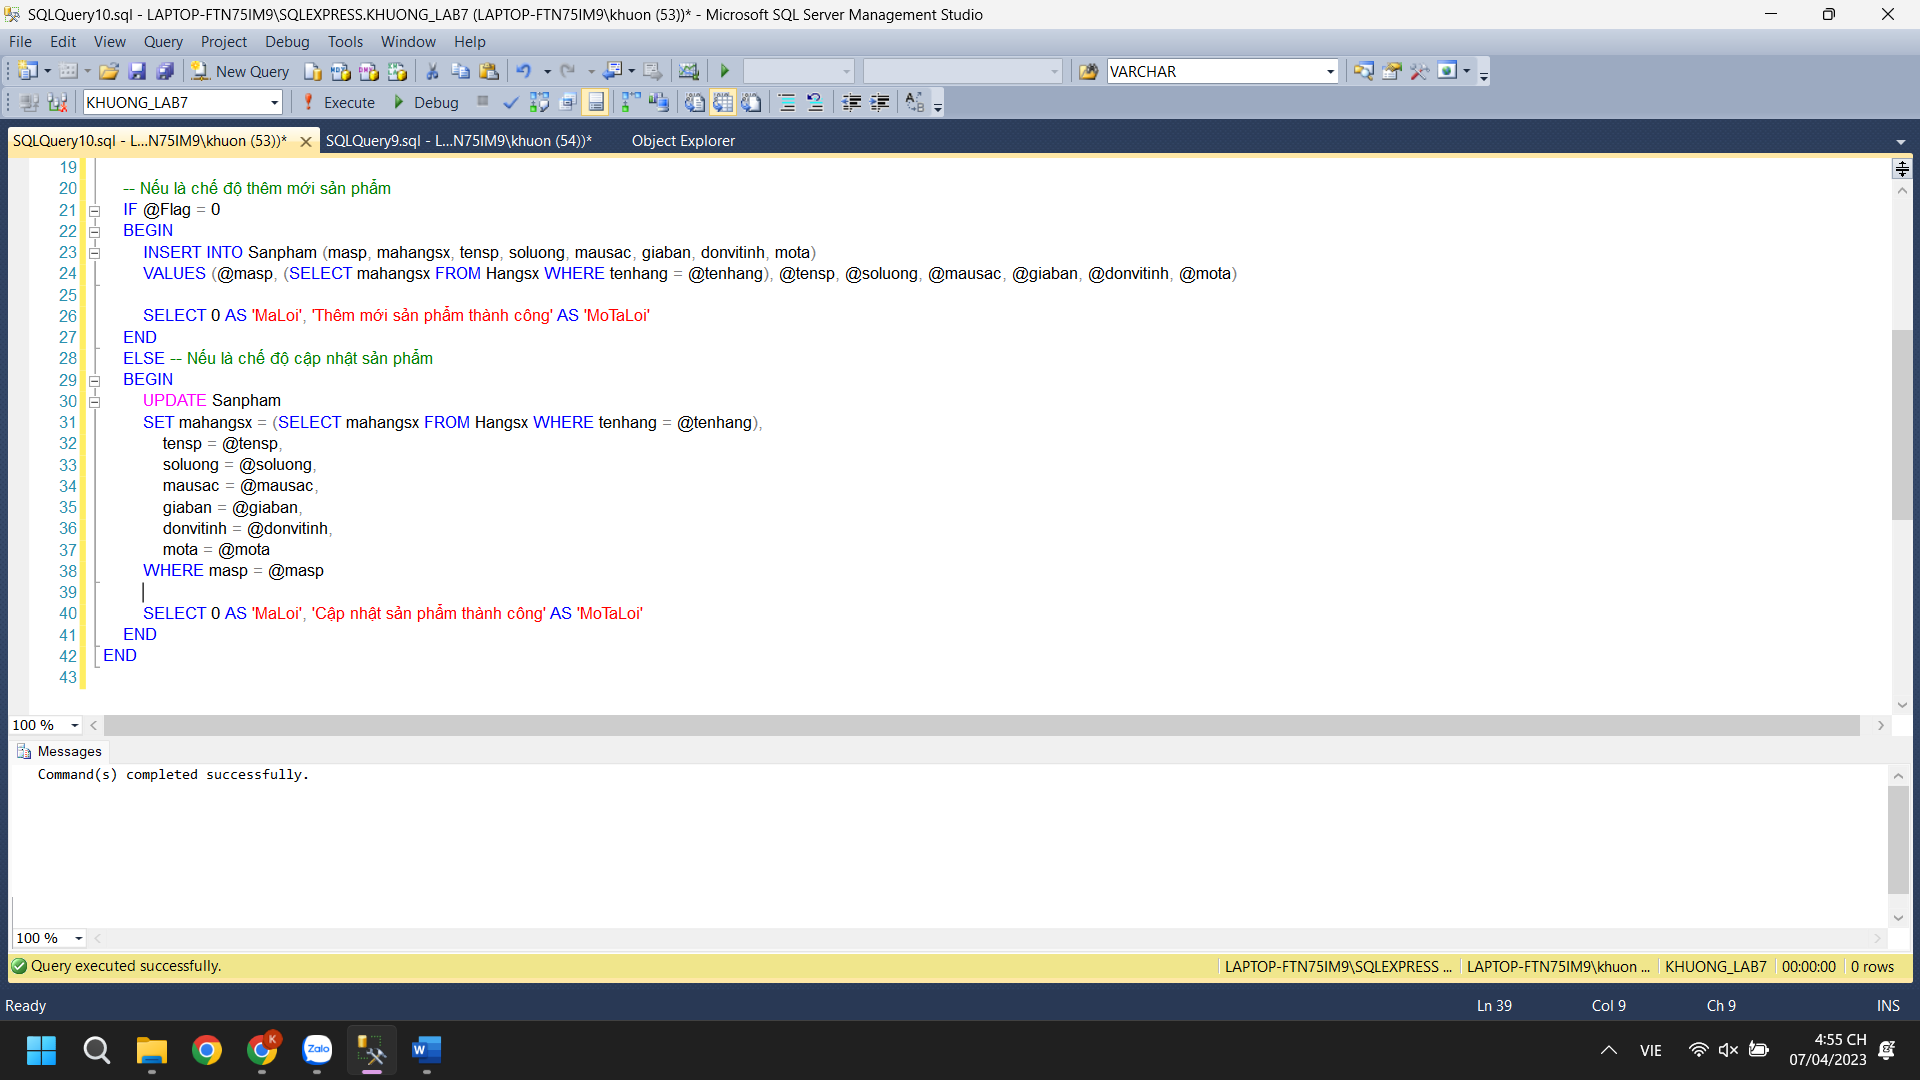 SQLQuery10.sql - LAPTOP-FTN75IM9\SQLEXPRESS.KHUONG_LAB7 (LAPTOP-FTN75IM9\khuon (53))* - Microsoft SQL Server Management Studio
File Edit View Query Project Debug Tools Window Help
New Query VARCHAR
KHUONG_LAB7 Execute Debug
SQLQuery10.sql - L...N75IM9\khuon (53))* SQLQuery9.sql - L...N75IM9\khuon (54))* Object Explorer
19
20 -- Nếu là chế độ thêm mới sản phẩm
21 IF @Flag = 0
22 BEGIN
23 INSERT INTO Sanpham (masp, mahangsx, tensp, soluong, mausac, giaban, donvitinh, mota)
24 VALUES (@masp, (SELECT mahangsx FROM Hangsx WHERE tenhang = @tenhang), @tensp, @soluong, @mausac, @giaban, @donvitinh, @mota)
25
26 SELECT 0 AS 'MaLoi', 'Thêm mới sản phẩm thành công' AS 'MoTaLoi'
27 END
28 ELSE -- Nếu là chế độ cập nhật sản phẩm
29 BEGIN
30 UPDATE Sanpham
31 SET mahangsx = (SELECT mahangsx FROM Hangsx WHERE tenhang = @tenhang),
32 tensp = @tensp,
33 soluong = @soluong,
34 mausac = @mausac,
35 giaban = @giaban,
36 donvitinh = @donvitinh,
37 mota = @mota
38 WHERE masp = @masp
39
40 SELECT 0 AS 'MaLoi', 'Cập nhật sản phẩm thành công' AS 'MoTaLoi'
41 END
42 END
43
100 %
Messages
Command(s) completed successfully.
100 %
Query executed successfully. LAPTOP-FTN75IM9\SQLEXPRESS ... LAPTOP-FTN75IM9\khuon ... KHUONG_LAB7 00:00:00 0 rows
Ready Ln 39 Col 9 Ch 9 INS
K Zalo W VIE 4:55 CH
07/04/2023